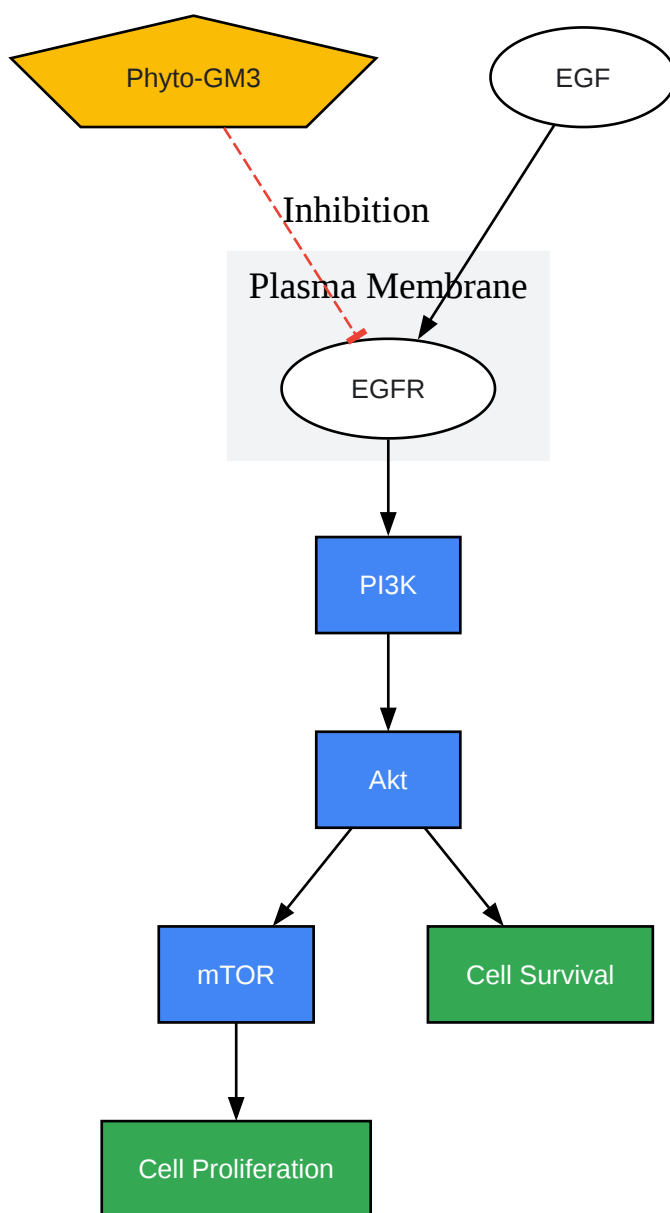 Phyto-GM3
EGF
Inhibition
Plasma Membrane
EGFR
PI3K
Akt
mTOR
Cell Survival
Cell Proliferation